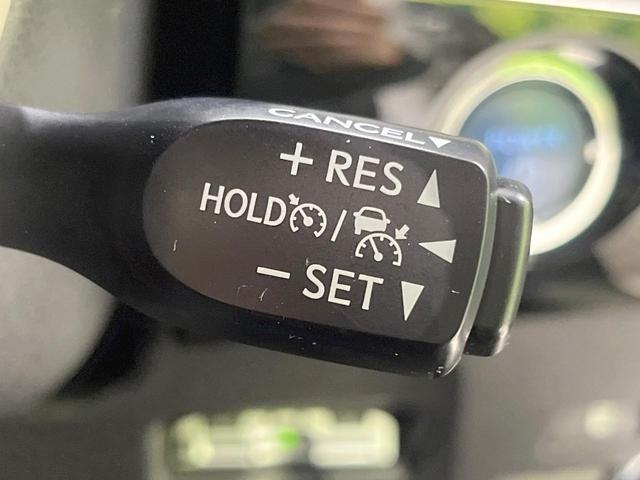 CANCEL▼
+ RES ▲
HOLD / ◀
− SET ▼